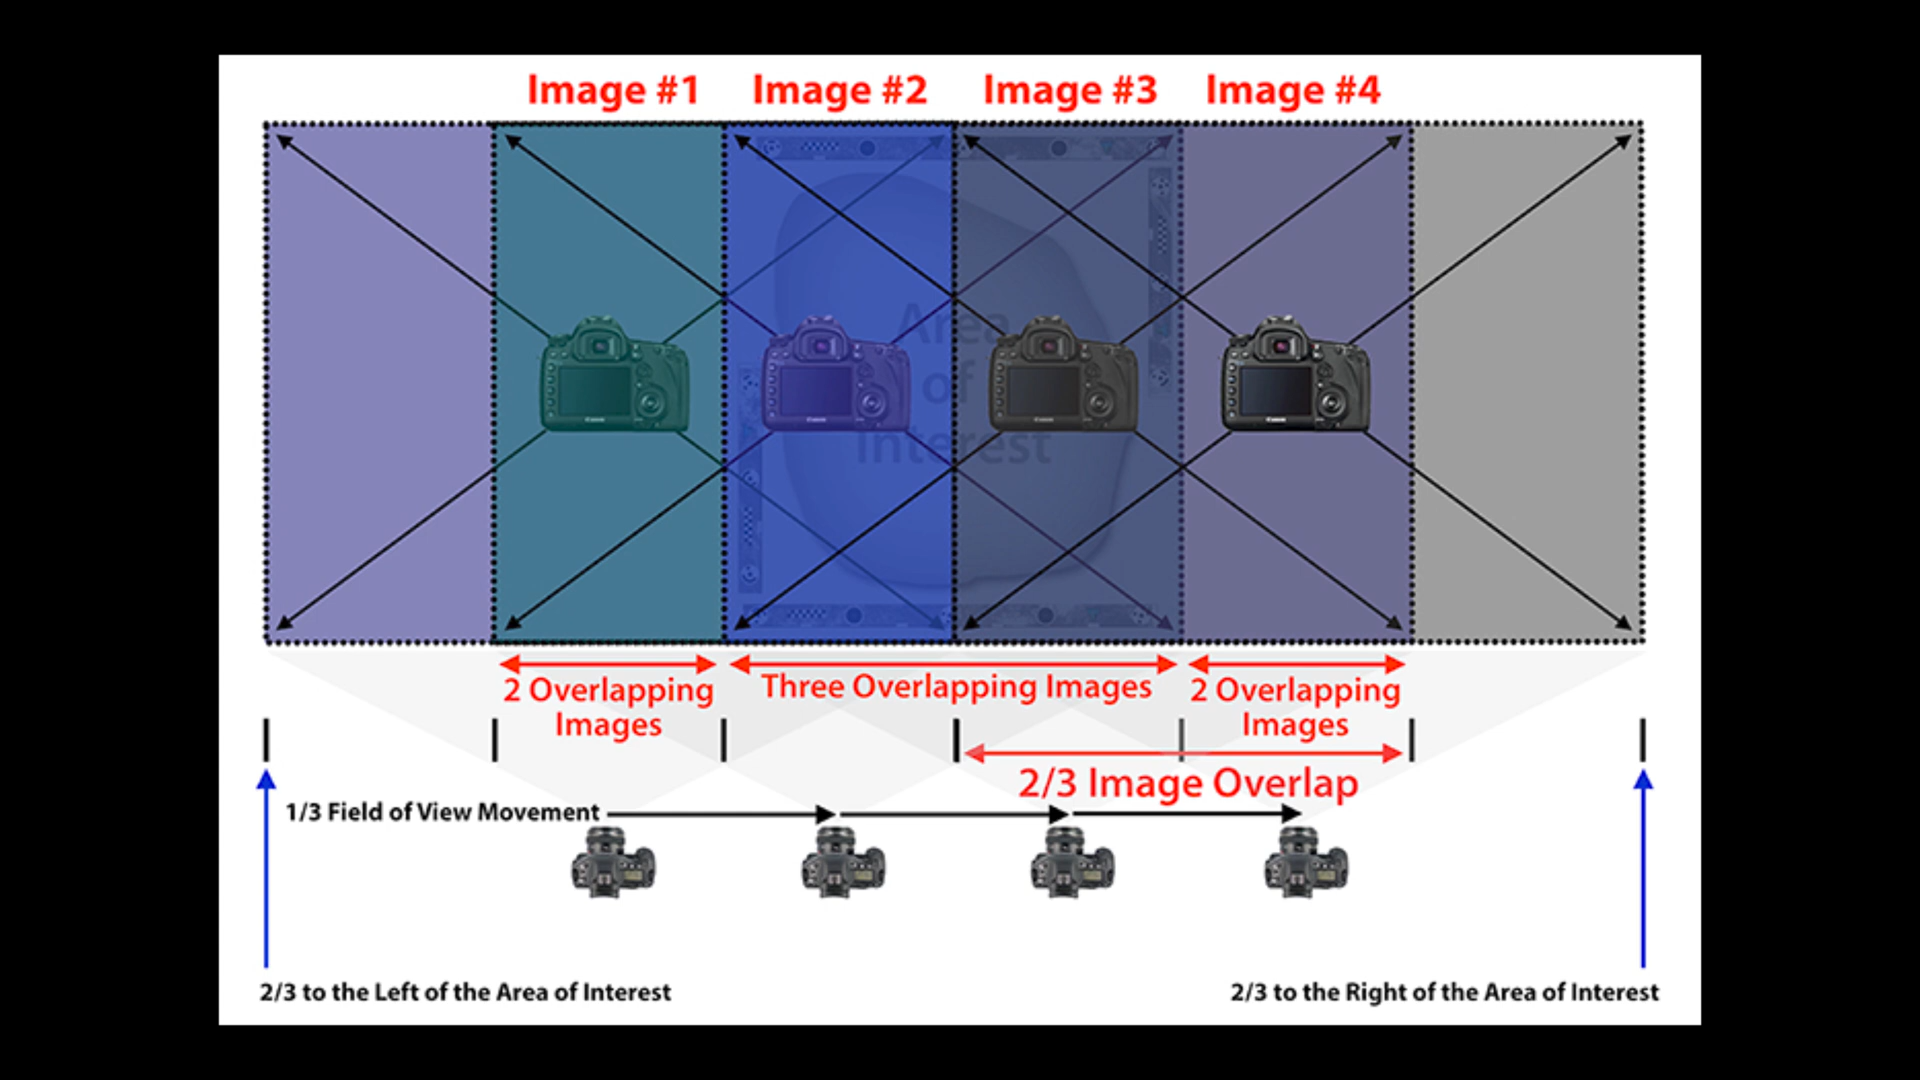 Image #1 Image #2 Image #3 Image #4
Area
of
Interest
2 Overlapping
Images
Three Overlapping Images
2 Overlapping
Images
2/3 Image Overlap
1/3 Field of View Movement
2/3 to the Left of the Area of Interest
2/3 to the Right of the Area of Interest